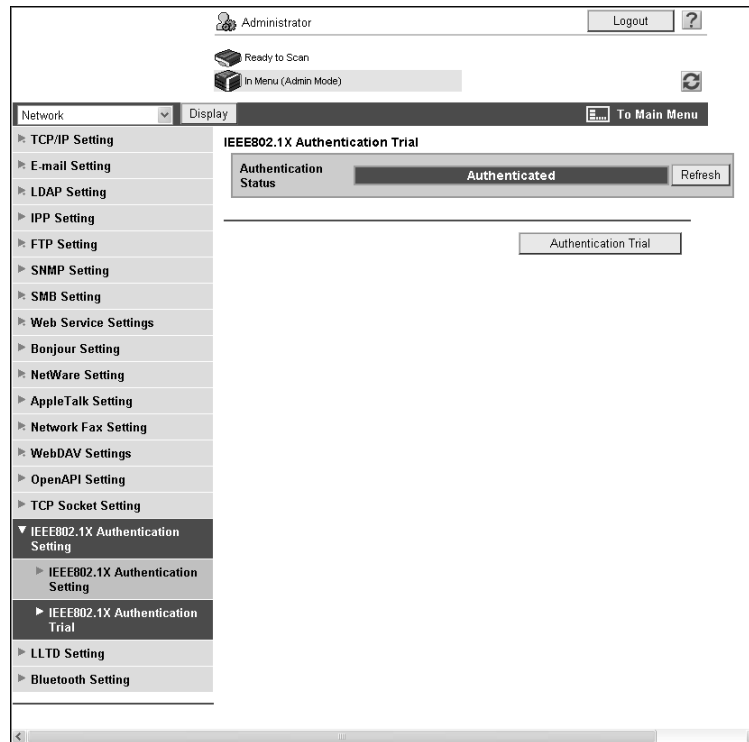 Administrator
Logout
?
Ready to Scan
In Menu (Admin Mode)
Network
Display
To Main Menu
TCP/IP Setting
E-mail Setting
LDAP Setting
IPP Setting
FTP Setting
SNMP Setting
SMB Setting
Web Service Settings
Bonjour Setting
NetWare Setting
AppleTalk Setting
Network Fax Setting
WebDAV Settings
OpenAPI Setting
TCP Socket Setting
IEEE802.1X Authentication
Setting
IEEE802.1X Authentication
Setting
IEEE802.1X Authentication
Trial
LLTD Setting
Bluetooth Setting
IEEE802.1X Authentication Trial
Authentication
Status
Authenticated
Refresh
Authentication Trial